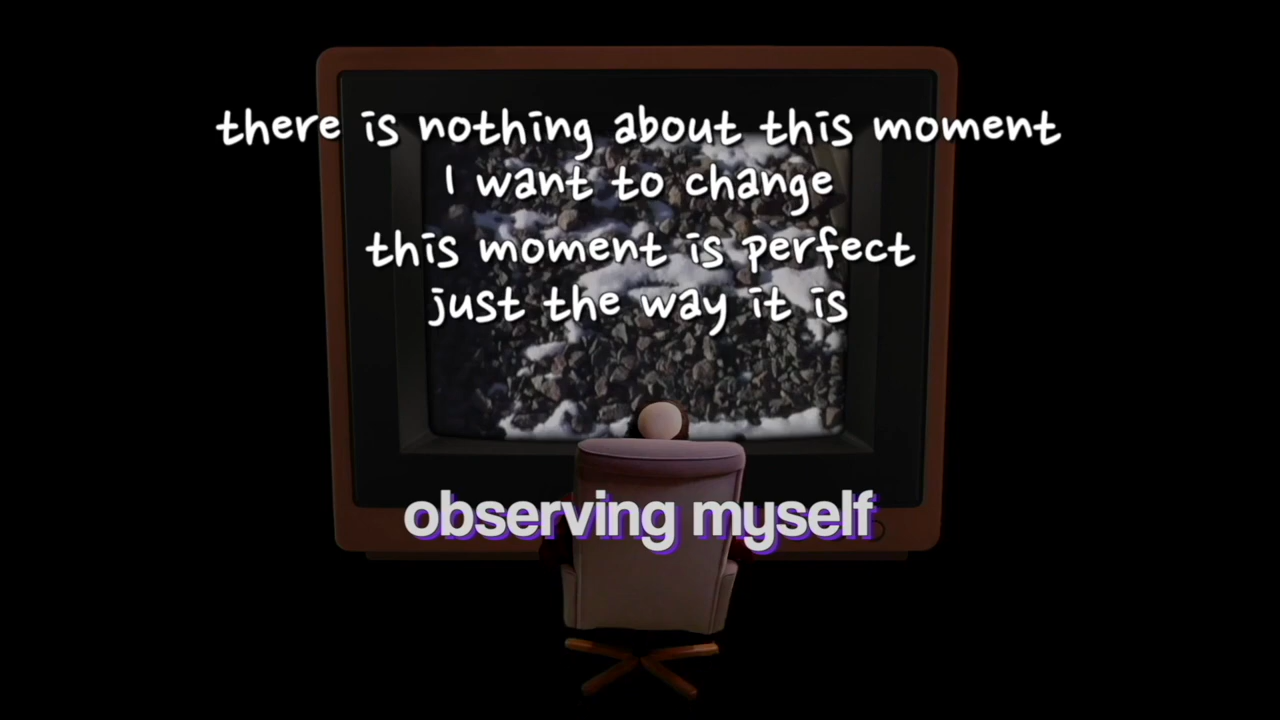 there is nothing about this moment
I want to change
this moment is perfect
just the way it is
observing myself